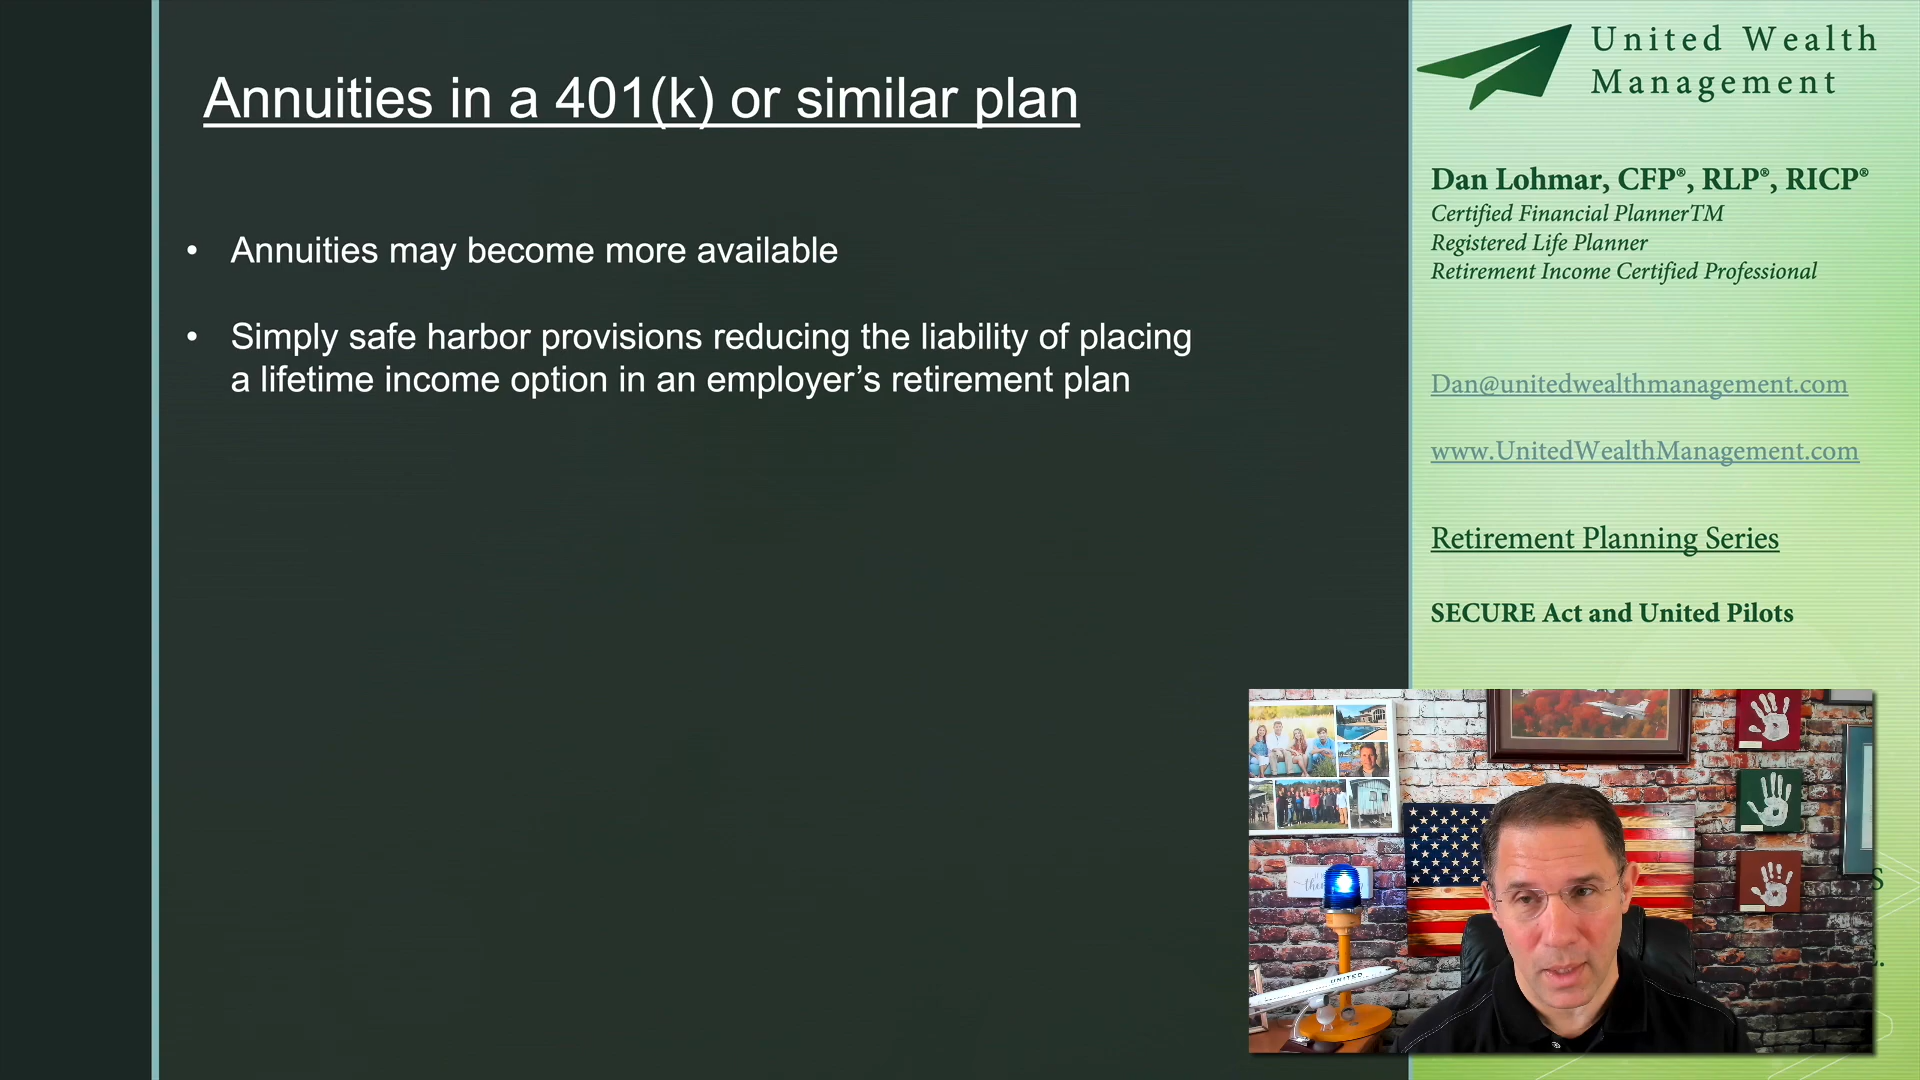 Annuities in a 401(k) or similar plan
• Annuities may become more available
• Simply safe harbor provisions reducing the liability of placing
a lifetime income option in an employer’s retirement plan
United Wealth
Management
Dan Lohmar, CFP®, RLP®, RICP®
Certified Financial PlannerTM
Registered Life Planner
Retirement Income Certified Professional
Dan@unitedwealthmanagement.com
www.UnitedWealthManagement.com
Retirement Planning Series
SECURE Act and United Pilots
UNITED